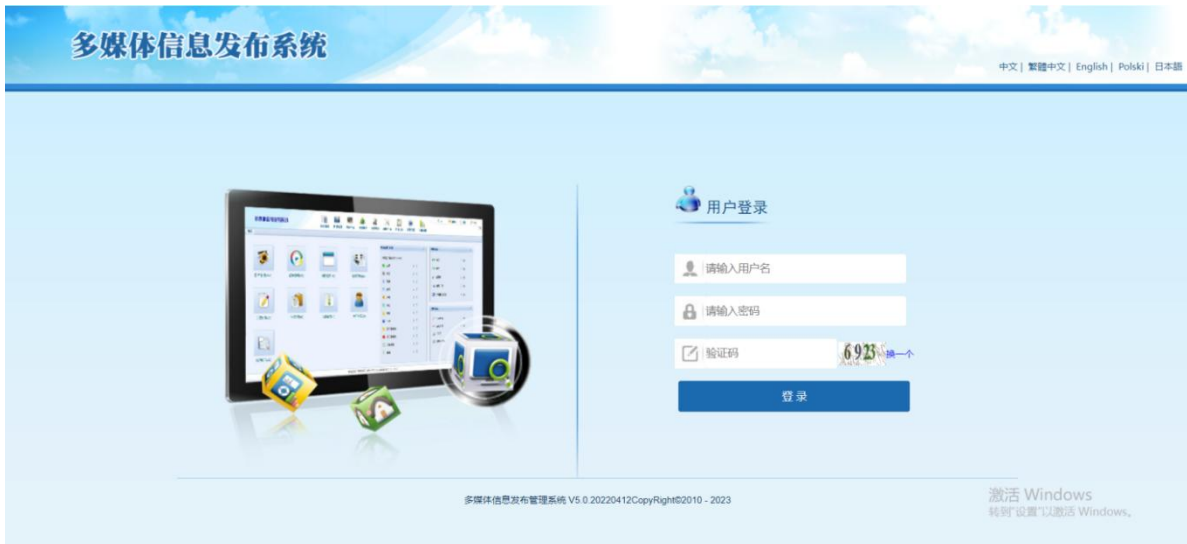 多媒体信息发布系统
中文| 繁體中文| English| Polski| 日本語
用户登录
请输入用户名
请输入密码
验证码 6923 换一个
登 录
多媒体信息发布管理系统 V5.0.20220412CopyRight©2010 - 2023
激活 Windows
转到"设置"以激活 Windows。